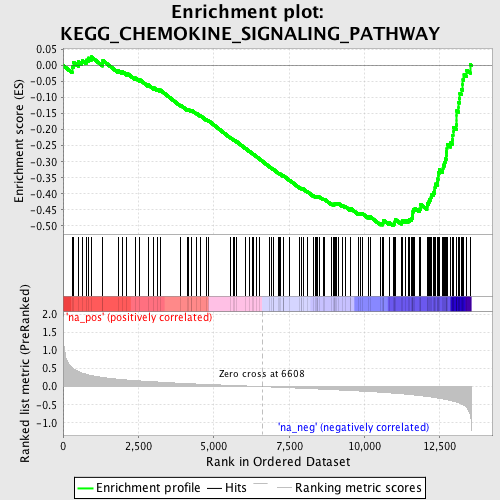 Enrichment plot:
KEGG_CHEMOKINE_SIGNALING_PATHWAY
Enrichment score (ES)
0.05
0.00
-0.05
-0.10
-0.15
-0.20
-0.25
-0.30
-0.35
-0.40
-0.45
-0.50
'na_pos' (positively correlated)
Ranked list metric (PreRanked)
2.0
1.5
1.0
0.5
0.0
-0.5
-1.0
Zero cross at 6608
'na_neg' (negatively correlated)
0
2,500
5,000
7,500
10,000
12,500
Rank in Ordered Dataset
Enrichment profile
Hits
Ranking metric scores